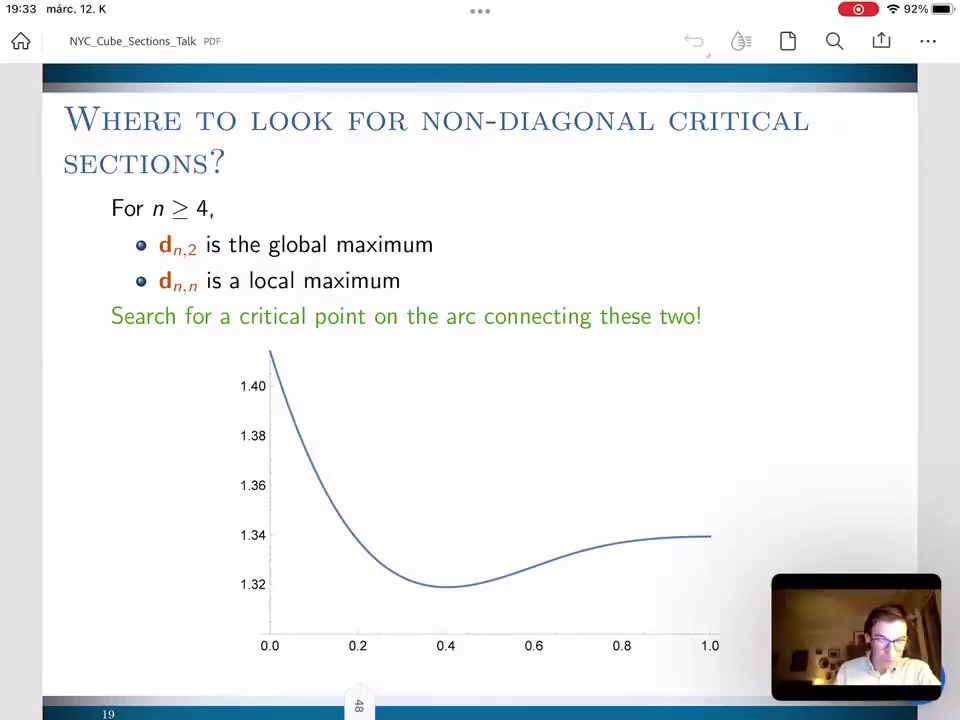 19:33 márc. 12. K
92%
NYC_Cube_Sections_Talk PDF
WHERE TO LOOK FOR NON-DIAGONAL CRITICAL
SECTIONS?
For n ≥ 4,
d_{n,2} is the global maximum
d_{n,n} is a local maximum
Search for a critical point on the arc connecting these two!
1.40
1.38
1.36
1.34
1.32
0.0 0.2 0.4 0.6 0.8 1.0
19
48